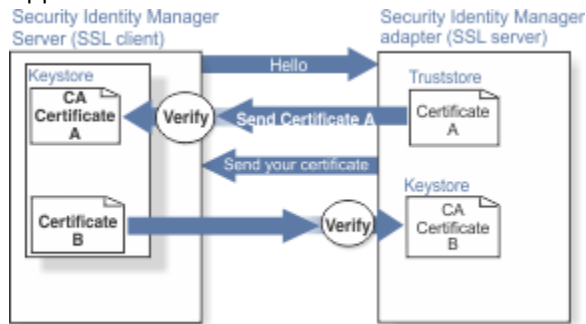 Security Identity Manager
Server (SSL client)
Security Identity Manager
adapter (SSL server)
Hello
Keystore
CA
Certificate
A
Verify
Send Certificate A
Truststore
Certificate
A
Send your certificate
Certificate
B
Verify
Keystore
CA
Certificate
B